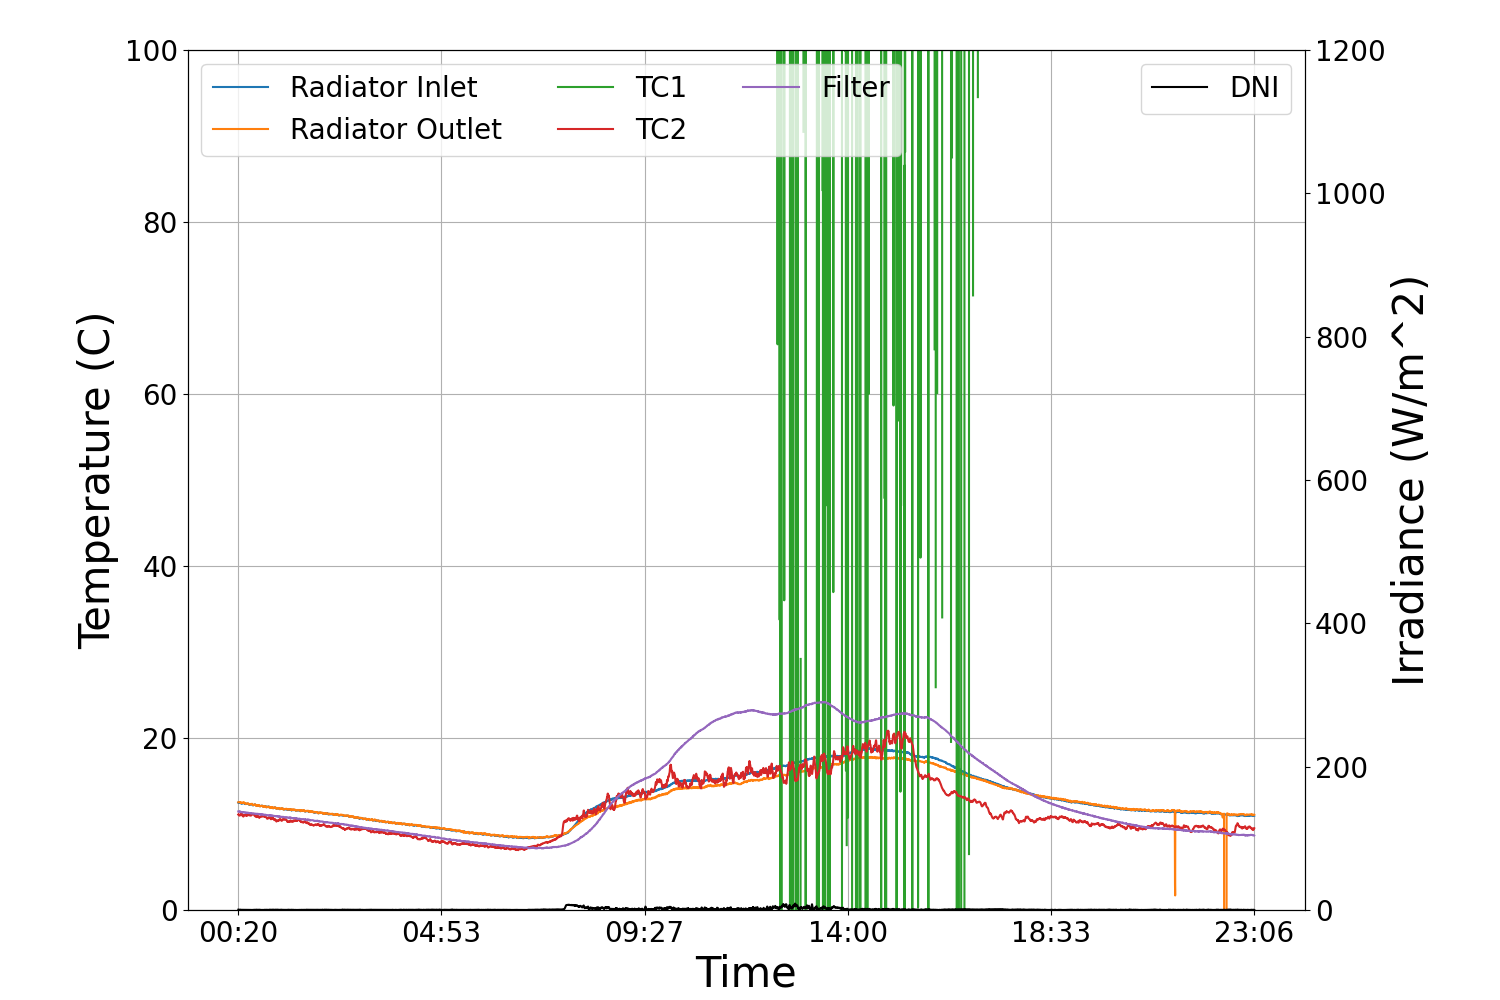 100
80
60
40
20
0
Temperature (C)
Radiator Inlet
Radiator Outlet
TC1
TC2
Filter
DNI
1200
1000
800
600
400
200
0
Irradiance (W/m^2)
00:20
04:53
09:27
14:00
18:33
23:06
Time